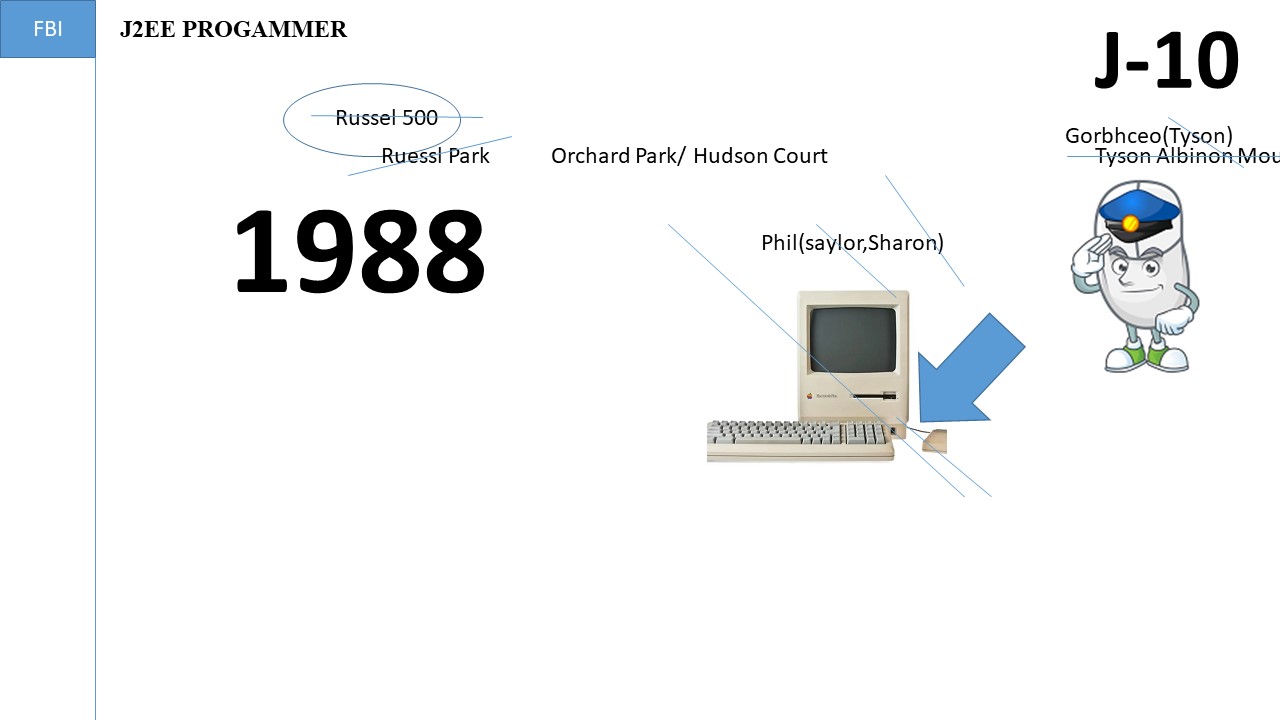 FBI
J2EE PROGAMMER
J-10
Russel 500
Gorbhceo(Tyson)
Ruessl Park
Orchard Park/ Hudson Court
Tyson Albinon Mou
1988
Phil(saylor,Sharon)